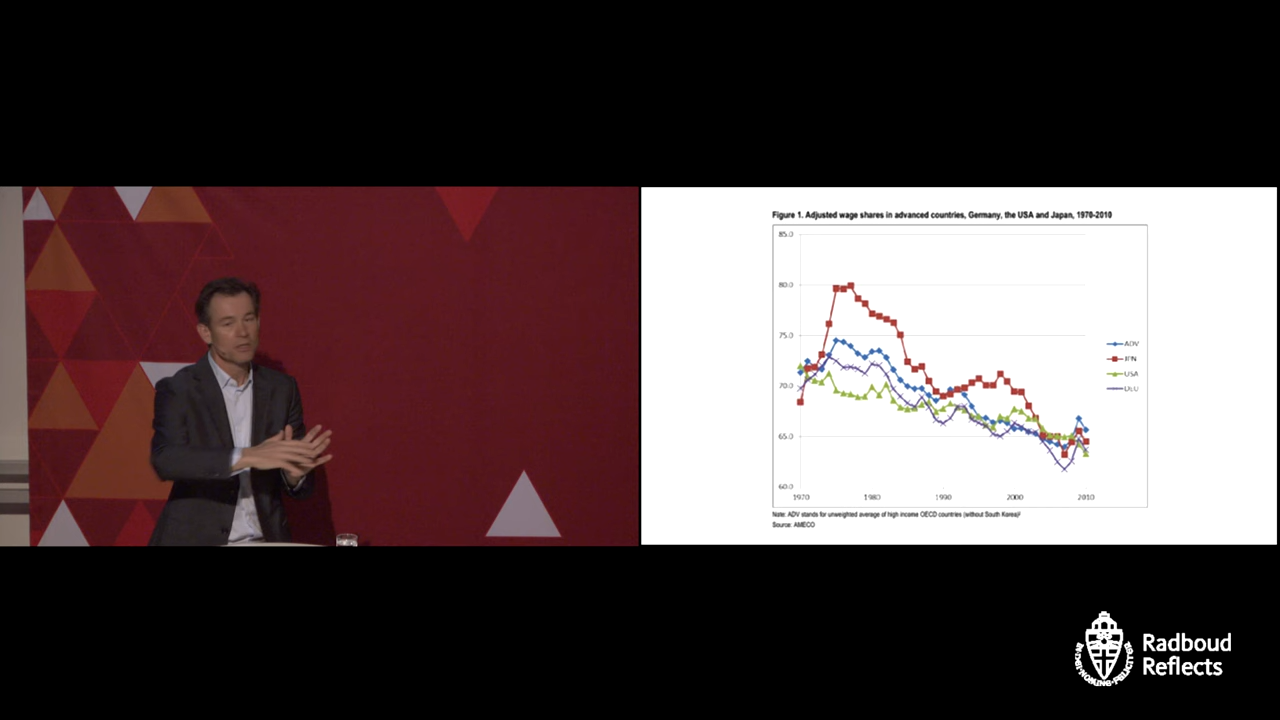 Figure 1. Adjusted wage shares in advanced countries, Germany, the USA and Japan, 1970-2010
85.0
80.0
75.0
70.0
65.0
60.0
1970 1980 1990 2000 2010
ADV
JPN
USA
DEU
Note: ADV stands for unweighted average of high income OECD countries (without South Korea)
Source: AMECO
Radboud
Reflects